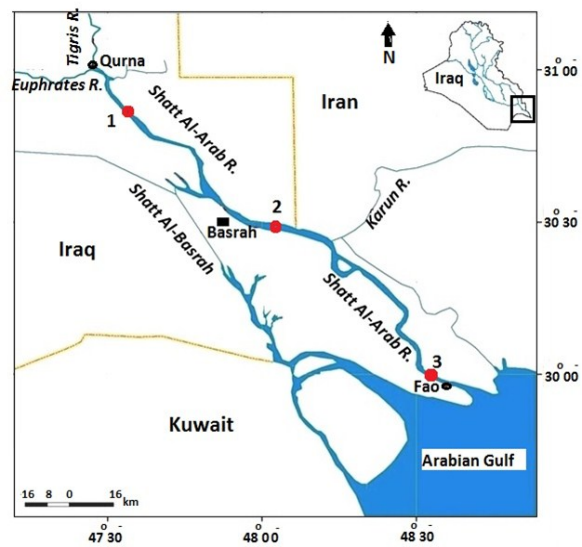 Tigris R.
Qurna
Euphrates R.
1
Shatt Al-Arab R.
Iran
N
Iraq
31 00
2
Karun R.
30 30
Basrah
Iraq
Shatt Al-Basrah
Shatt Al-Arab R.
3
30 00
Fao
Kuwait
Arabian Gulf
16 8 0 16
km
47 30
48 00
48 30